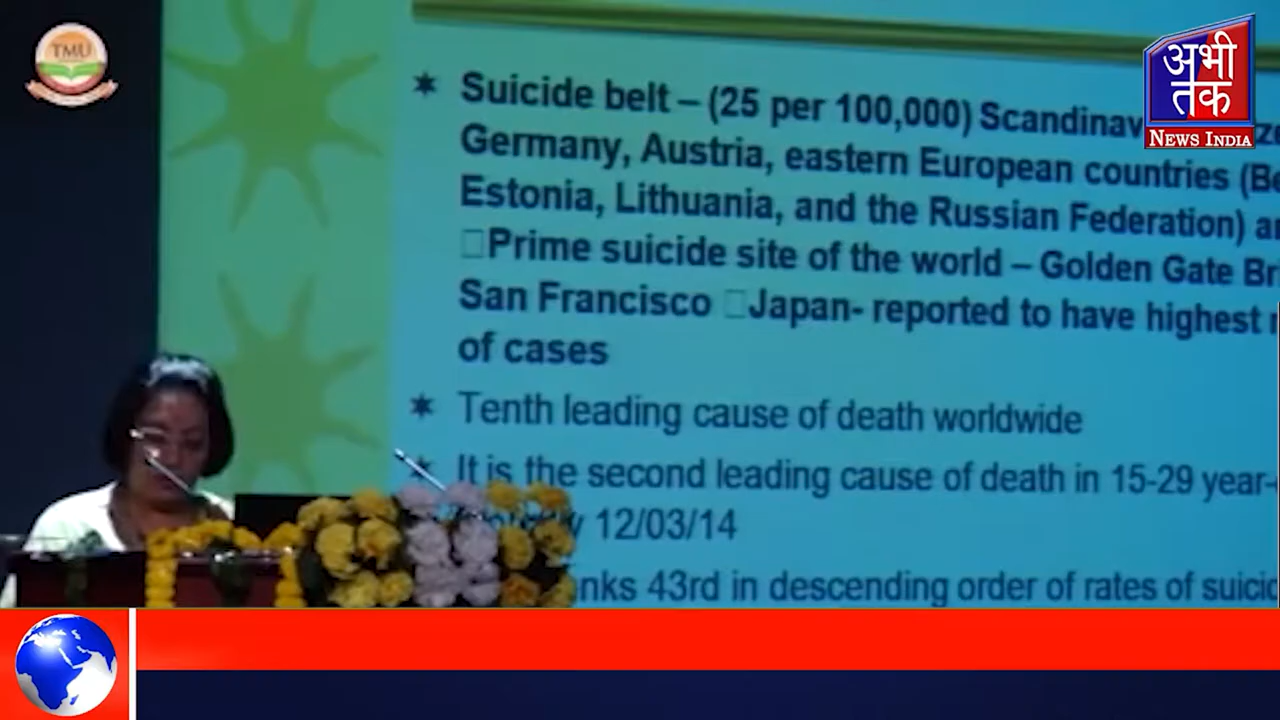 TMU
अभी
तक
NEWS INDIA
Suicide belt – (25 per 100,000) Scandinav
Germany, Austria, eastern European countries (Be
Estonia, Lithuania, and the Russian Federation) a
Prime suicide site of the world – Golden Gate Br
San Francisco Japan- reported to have highest
of cases
Tenth leading cause of death worldwide
It is the second leading cause of death in 15-29 year-
12/03/14
nks 43rd in descending order of rates of suici